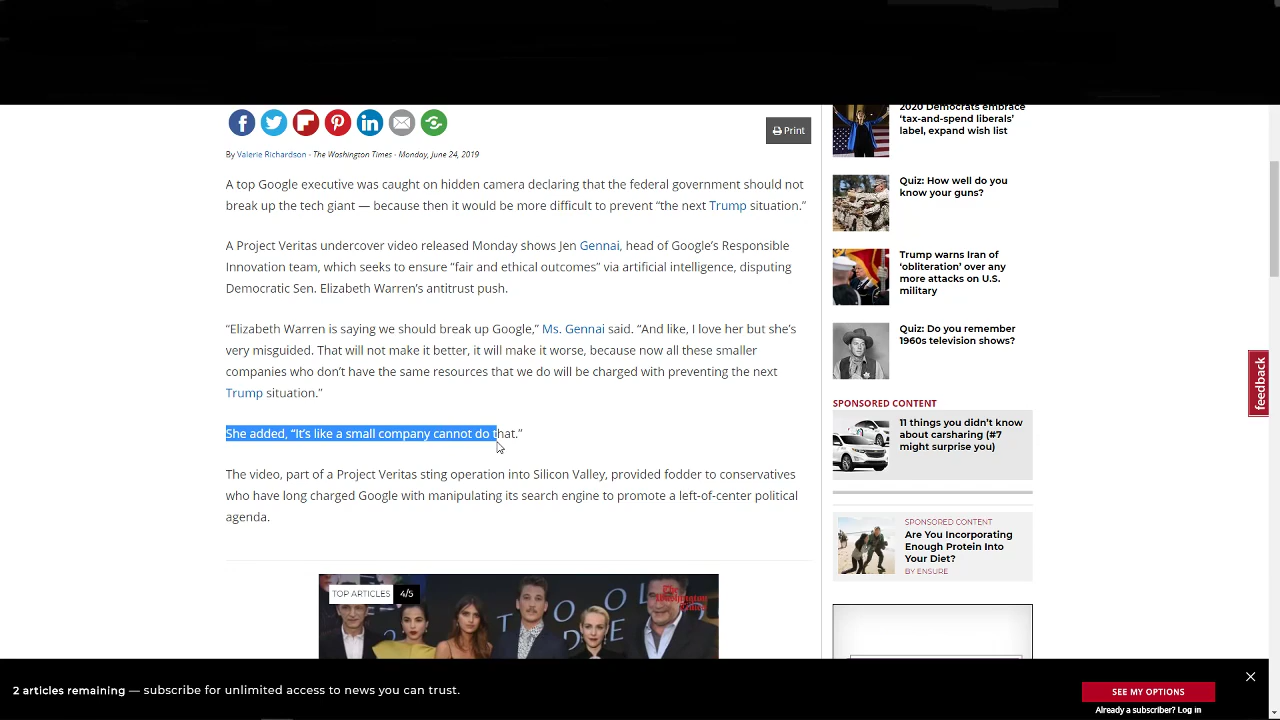 Print
By Valerie Richardson - The Washington Times - Monday, June 24, 2019
A top Google executive was caught on hidden camera declaring that the federal government should not
break up the tech giant — because then it would be more difficult to prevent “the next Trump situation.”
A Project Veritas undercover video released Monday shows Jen Gennai, head of Google’s Responsible
Innovation team, which seeks to ensure “fair and ethical outcomes” via artificial intelligence, disputing
Democratic Sen. Elizabeth Warren’s antitrust push.
“Elizabeth Warren is saying we should break up Google,” Ms. Gennai said. “And like, I love her but she’s
very misguided. That will not make it better, it will make it worse, because now all these smaller
companies who don’t have the same resources that we do will be charged with preventing the next
Trump situation.”
She added, “It’s like a small company cannot do that.”
The video, part of a Project Veritas sting operation into Silicon Valley, provided fodder to conservatives
who have long charged Google with manipulating its search engine to promote a left-of-center political
agenda.
TOP ARTICLES 4/5
The
Washington
Times
2020 Democrats embrace
‘tax-and-spend liberals’
label, expand wish list
Quiz: How well do you
know your guns?
Trump warns Iran of
‘obliteration’ over any
more attacks on U.S.
military
Quiz: Do you remember
1960s television shows?
SPONSORED CONTENT
11 things you didn’t know
about carsharing (#7
might surprise you)
SPONSORED CONTENT
Are You Incorporating
Enough Protein Into
Your Diet?
BY ENSURE
feedback
2 articles remaining — subscribe for unlimited access to news you can trust.
SEE MY OPTIONS
Already a subscriber? Log in